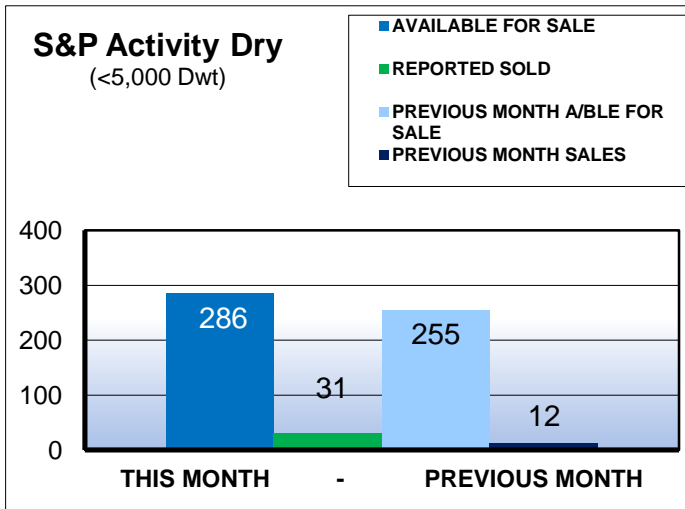 S&P Activity Dry
(<5,000 Dwt)
AVAILABLE FOR SALE
REPORTED SOLD
PREVIOUS MONTH A/BLE FOR
SALE
PREVIOUS MONTH SALES
400
300
200
100
0
286
31
255
12
THIS MONTH - PREVIOUS MONTH